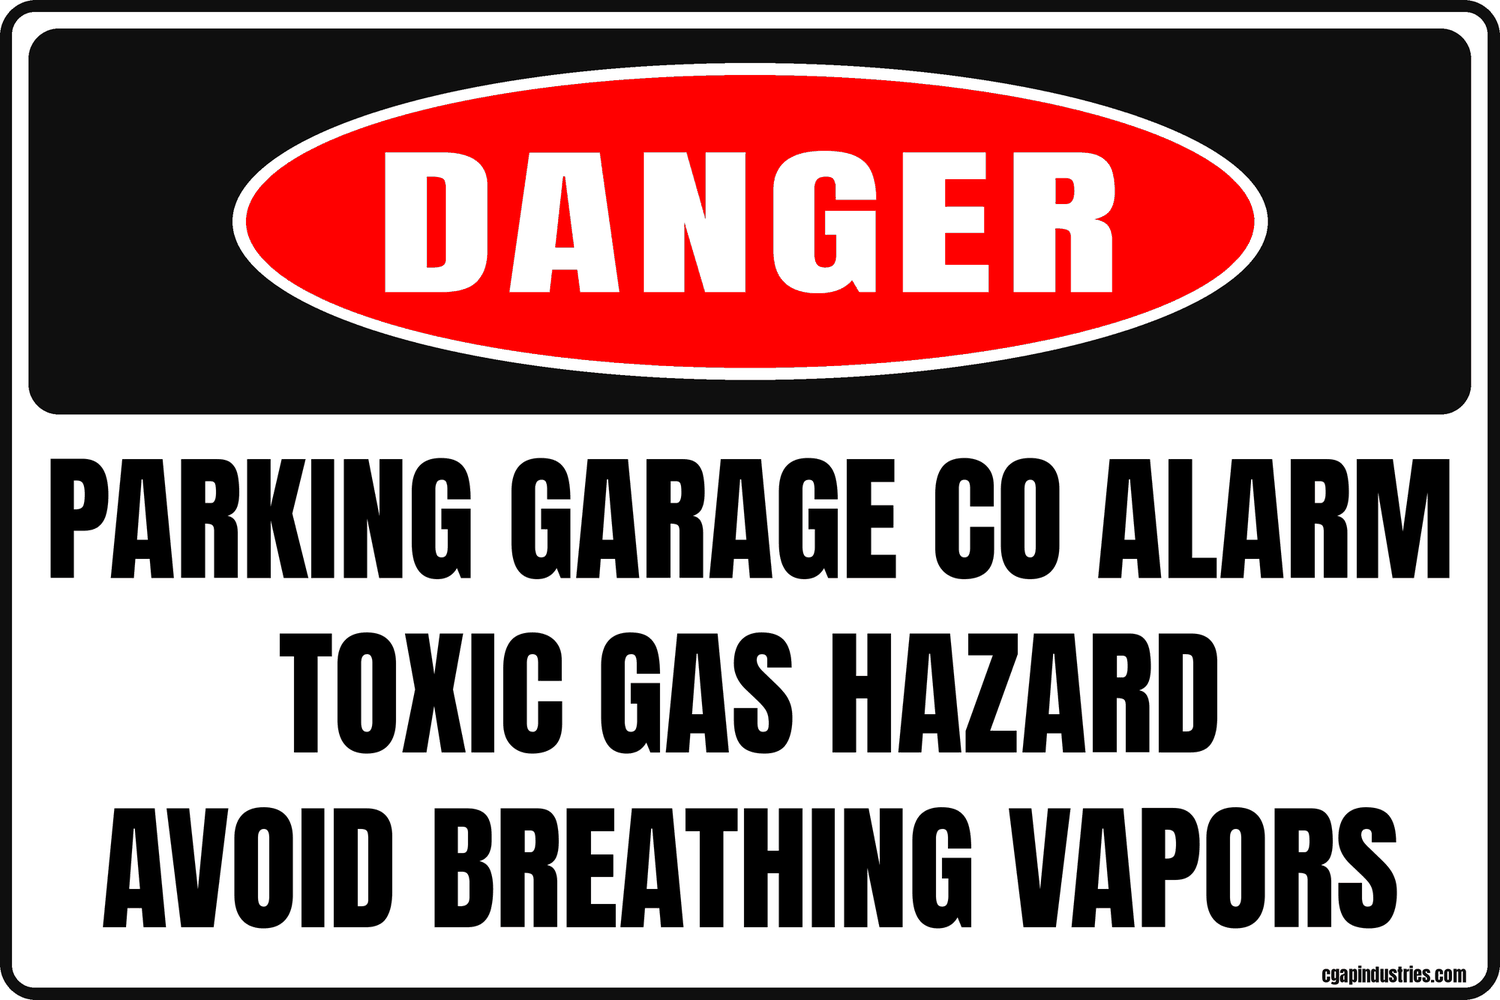 DANGER
PARKING GARAGE CO ALARM
TOXIC GAS HAZARD
AVOID BREATHING VAPORS
cgapindustries.com